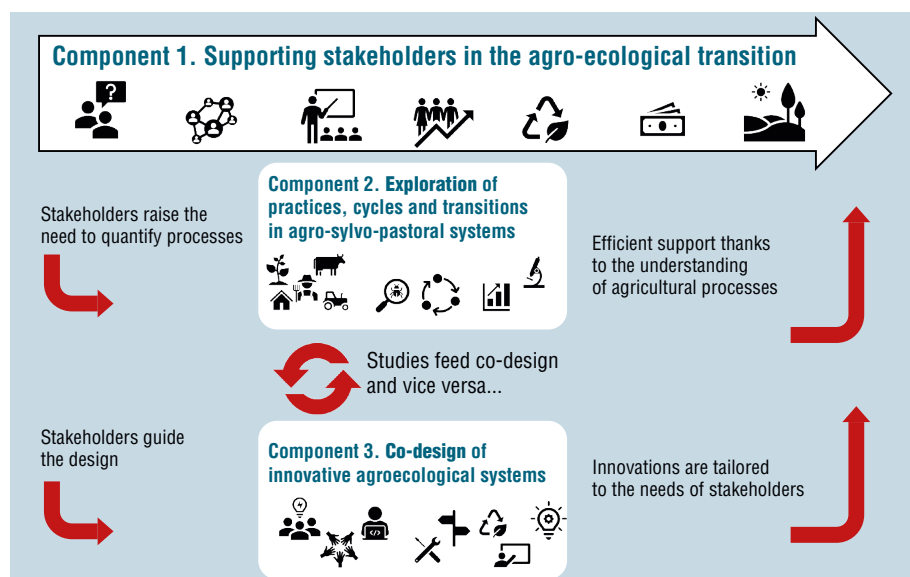 Component 1. Supporting stakeholders in the agro-ecological transition
?
Stakeholders raise the
need to quantify processes
Component 2. Exploration of
practices, cycles and transitions
in agro-sylvo-pastoral systems
Efficient support thanks
to the understanding
of agricultural processes
Studies feed co-design
and vice versa...
Stakeholders guide
the design
Component 3. Co-design of
innovative agroecological systems
</>
Innovations are tailored
to the needs of stakeholders